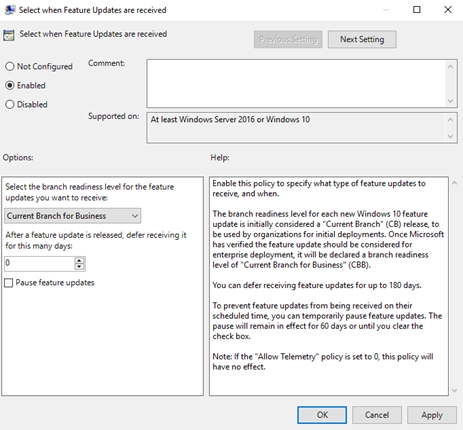 Select when Feature Updates are received
Select when Feature Updates are received
Previous Setting
Next Setting
Not Configured
Comment:
Enabled
Disabled
Supported on:
At least Windows Server 2016 or Windows 10
Options:
Help:
Select the branch readiness level for the feature
updates you want to receive:
Current Branch for Business
After a feature update is released, defer receiving it
for this many days:
0
Pause feature updates
Enable this policy to specify what type of feature updates to
receive, and when.
The branch readiness level for each new Windows 10 feature
update is initially considered a "Current Branch" (CB) release, to
be used by organizations for initial deployments. Once Microsoft
has verified the feature update should be considered for
enterprise deployment, it will be declared a branch readiness
level of "Current Branch for Business" (CBB).
You can defer receiving feature updates for up to 180 days.
To prevent feature updates from being received on their
scheduled time, you can temporarily pause feature updates. The
pause will remain in effect for 60 days or until you clear the
check box.
Note: If the "Allow Telemetry" policy is set to 0, this policy will
have no effect.
OK
Cancel
Apply